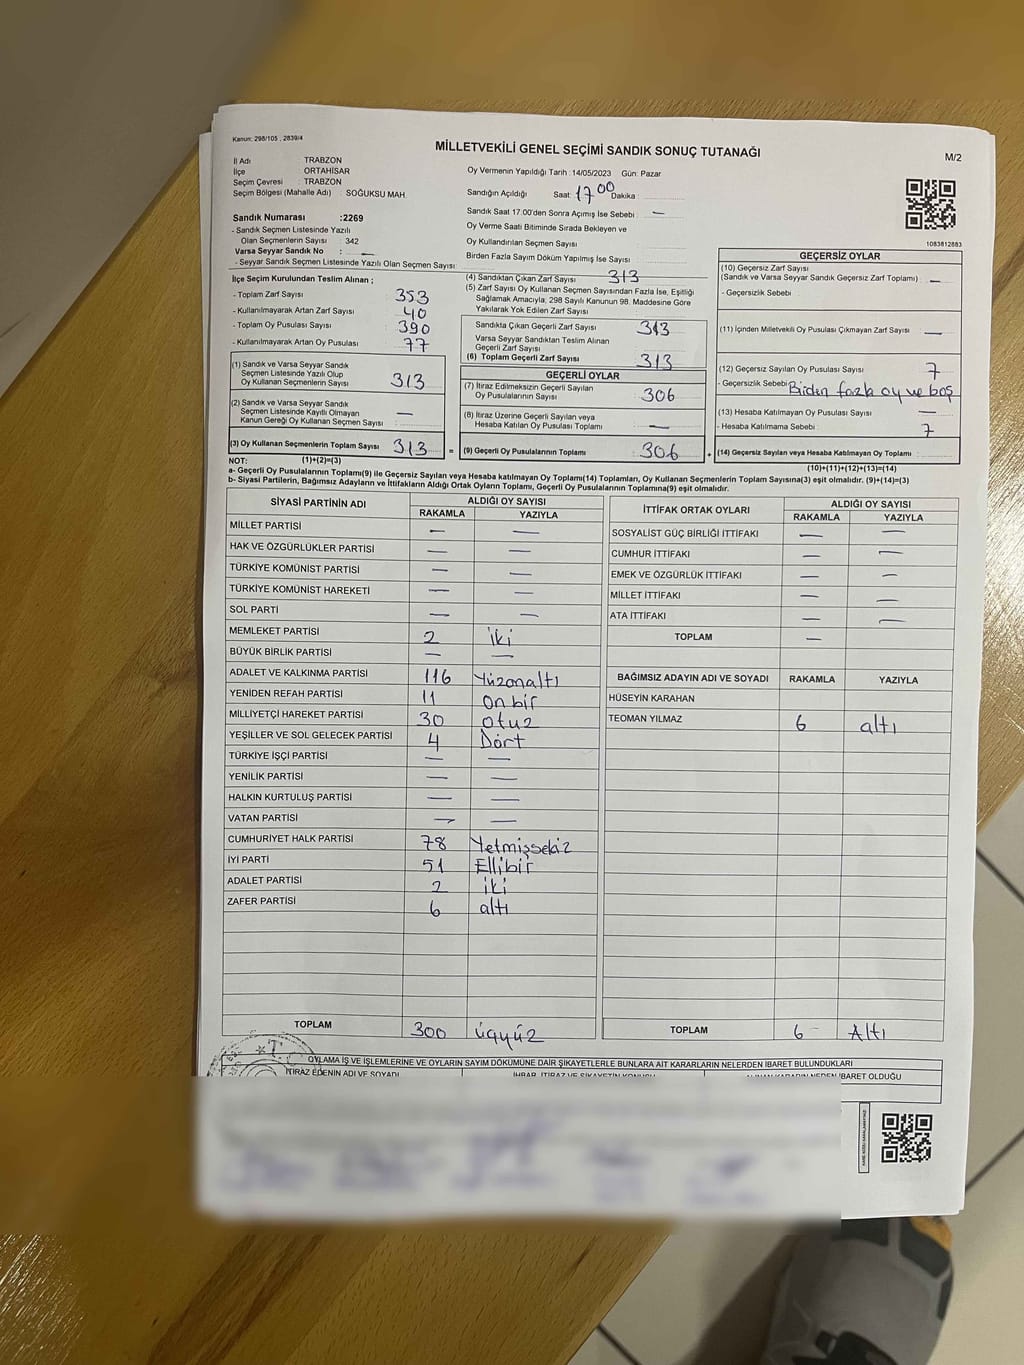 Kanun: 298/105 , 2839/4
MİLLETVEKİLİ GENEL SEÇİMİ SANDIK SONUÇ TUTANAĞI
M/2
İl Adı TRABZON
İlçe ORTAHİSAR
Seçim Çevresi : TRABZON
Seçim Bölgesi (Mahalle Adı) SOĞUKSU MAH.
Sandık Numarası :2269
- Sandık Seçmen Listesinde Yazılı
Olan Seçmenlerin Sayısı : 342
Varsa Seyyar Sandık No : —
- Seyyar Sandık Seçmen Listesinde Yazılı Olan Seçmen Sayısı:
Oy Vermenin Yapıldığı Tarih : 14/05/2023 Gün: Pazar
Sandığın Açıldığı Saat: 17 00 Dakika :
Sandık Saat 17.00'den Sonra Açımış İse Sebebi : —
Oy Verme Saati Bitiminde Sırada Bekleyen ve
Oy Kullandırılan Seçmen Sayısı
Birden Fazla Sayım Döküm Yapılmış İse Sayısı :
1083812883
İlçe Seçim Kurulundan Teslim Alınan ;
- Toplam Zarf Sayısı 353
- Kullanılmayarak Artan Zarf Sayısı 40
- Toplam Oy Pusulası Sayısı 390
- Kullanılmayarak Artan Oy Pusulası 77
(1) Sandık ve Varsa Seyyar Sandık
Seçmen Listesinde Yazılı Olup
Oy Kullanan Seçmenlerin Sayısı 313
(2) Sandık ve Varsa Seyyar Sandık
Seçmen Listesinde Kayıtlı Olmayan
Kanun Gereği Oy Kullanan Seçmen Sayısı : —
(3) Oy Kullanan Seçmenlerin Toplam Sayısı 313 =
(4) Sandıktan Çıkan Zarf Sayısı 313
(5) Zarf Sayısı Oy Kullanan Seçmen Sayısından Fazla İse, Eşitliği
Sağlamak Amacıyla; 298 Sayılı Kanunun 98. Maddesine Göre
Yakılarak Yok Edilen Zarf Sayısı :
Sandıkta Çıkan Geçerli Zarf Sayısı 313
Varsa Seyyar Sandıktan Teslim Alınan
Geçerli Zarf Sayısı
(6) Toplam Geçerli Zarf Sayısı 313
GEÇERLİ OYLAR
(7) İtiraz Edilmeksizin Geçerli Sayılan
Oy Pusulalarının Sayısı 306
(8) İtiraz Üzerine Geçerli Sayılan veya
Hesaba Katılan Oy Pusulası Toplamı —
(9) Geçerli Oy Pusulalarının Toplamı 306 +
GEÇERSİZ OYLAR
(10) Geçersiz Zarf Sayısı
(Sandık ve Varsa Seyyar Sandık Geçersiz Zarf Toplamı) : —
- Geçersizlik Sebebi
(11) İçinden Milletvekili Oy Pusulası Çıkmayan Zarf Sayısı —
(12) Geçersiz Sayılan Oy Pusulası Sayısı 7
- Geçersizlik Sebebi Birden fazla oy ve boş
(13) Hesaba Katılmayan Oy Pusulası Sayısı —
- Hesaba Katılmama Sebebi : 7
(14) Geçersiz Sayılan veya Hesaba Katılmayan Oy Toplamı :
NOT: (1)+(2)=(3)
(10)+(11)+(12)+(13)=(14)
a- Geçerli Oy Pusulalarının Toplamı(9) ile Geçersiz Sayılan veya Hesaba katılmayan Oy Toplamı(14) Toplamları, Oy Kullanan Seçmenlerin Toplam Sayısına(3) eşit olmalıdır. (9)+(14)=(3)
b- Siyasi Partilerin, Bağımsız Adayların ve İttifakların Aldığı Ortak Oyların Toplamı, Geçerli Oy Pusulalarının Toplamına(9) eşit olmalıdır.
SİYASİ PARTİNİN ADI ALDIĞI OY SAYISI
RAKAMLA YAZIYLA
MİLLET PARTİSİ — —
HAK VE ÖZGÜRLÜKLER PARTİSİ — —
TÜRKİYE KOMÜNİST PARTİSİ — —
TÜRKİYE KOMÜNİST HAREKETİ — —
SOL PARTİ — —
MEMLEKET PARTİSİ 2 iki
BÜYÜK BİRLİK PARTİSİ — —
ADALET VE KALKINMA PARTİSİ 116 Yüzonaltı
YENİDEN REFAH PARTİSİ 11 On bir
MİLLİYETÇİ HAREKET PARTİSİ 30 otuz
YEŞİLLER VE SOL GELECEK PARTİSİ 4 Dört
TÜRKİYE İŞÇİ PARTİSİ — —
YENİLİK PARTİSİ — —
HALKIN KURTULUŞ PARTİSİ — —
VATAN PARTİSİ — —
CUMHURİYET HALK PARTİSİ 78 Yetmişsekiz
İYİ PARTİ 51 Ellibir
ADALET PARTİSİ 2 iki
ZAFER PARTİSİ 6 altı
TOPLAM 300 üçyüz
İTTİFAK ORTAK OYLARI ALDIĞI OY SAYISI
RAKAMLA YAZIYLA
SOSYALİST GÜÇ BİRLİĞİ İTTİFAKI — —
CUMHUR İTTİFAKI — —
EMEK VE ÖZGÜRLÜK İTTİFAKI — —
MİLLET İTTİFAKI — —
ATA İTTİFAKI — —
TOPLAM —
BAĞIMSIZ ADAYIN ADI VE SOYADI RAKAMLA YAZIYLA
HÜSEYİN KARAHAN
TEOMAN YILMAZ 6 altı
TOPLAM 6 - Altı
OYLAMA İŞ VE İŞLEMLERİNE VE OYLARIN SAYIM DÖKÜMÜNE DAİR ŞİKAYETLERLE BUNLARA AİT KARARLARIN NELERDEN İBARET BULUNDUKLARI
İTİRAZ EDENİN ADI VE SOYADI İHBAR, İTİRAZ VE ŞİKAYETİN KONUSU ALINAN KARARIN NEDEN İBARET OLDUĞU